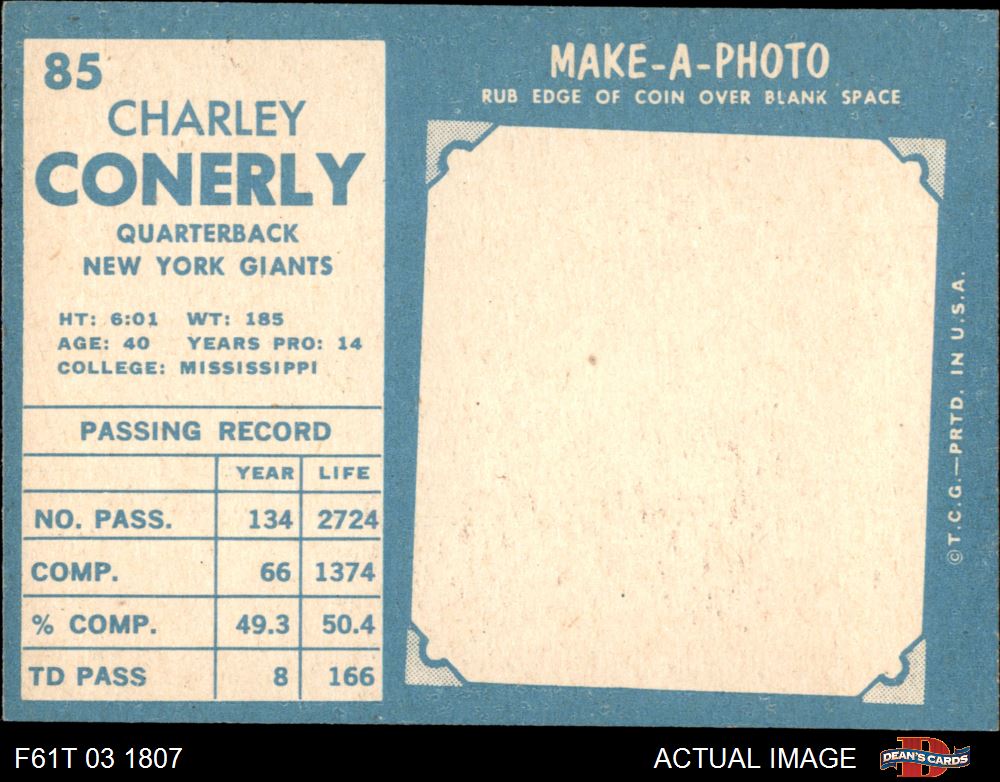 85
CHARLEY
CONERLY
QUARTERBACK
NEW YORK GIANTS
HT: 6:01 WT: 185
AGE: 40 YEARS PRO: 14
COLLEGE: MISSISSIPPI
PASSING RECORD
YEAR LIFE
NO. PASS. 134 2724
COMP. 66 1374
% COMP. 49.3 50.4
TD PASS 8 166
MAKE-A-PHOTO
RUB EDGE OF COIN OVER BLANK SPACE
©T.C.G.—PRTD. IN U.S.A.
F61T 03 1807
ACTUAL IMAGE
DEAN'S CARDS